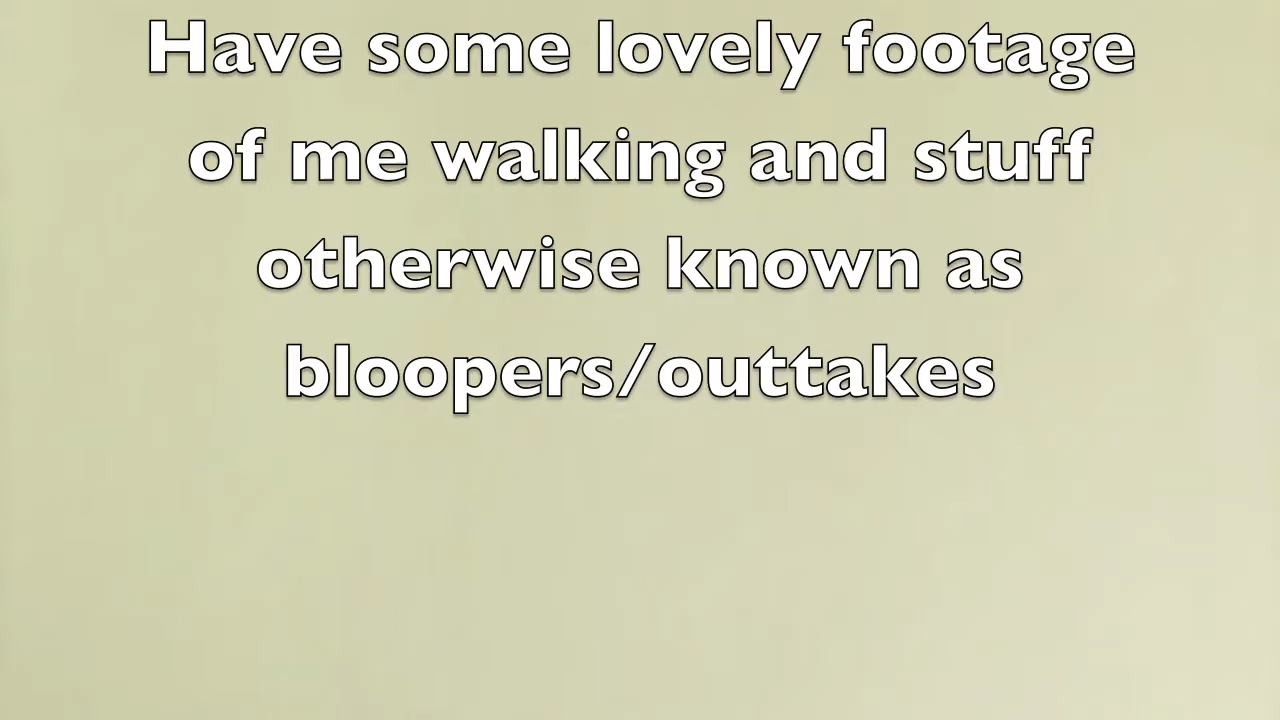 Have some lovely footage
of me walking and stuff
otherwise known as
bloopers/outtakes